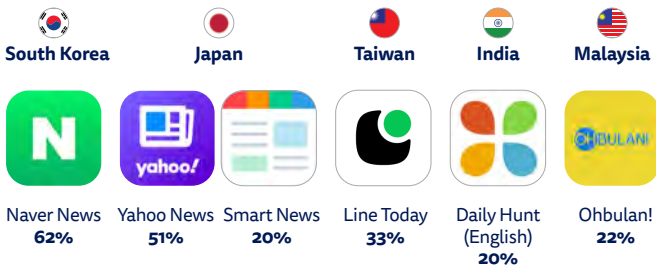 South Korea
Japan
Taiwan
India
Malaysia
N
yahoo!
OHBULAN!
Naver News
62%
Yahoo News
51%
Smart News
20%
Line Today
33%
Daily Hunt
(English)
20%
Ohbulan!
22%